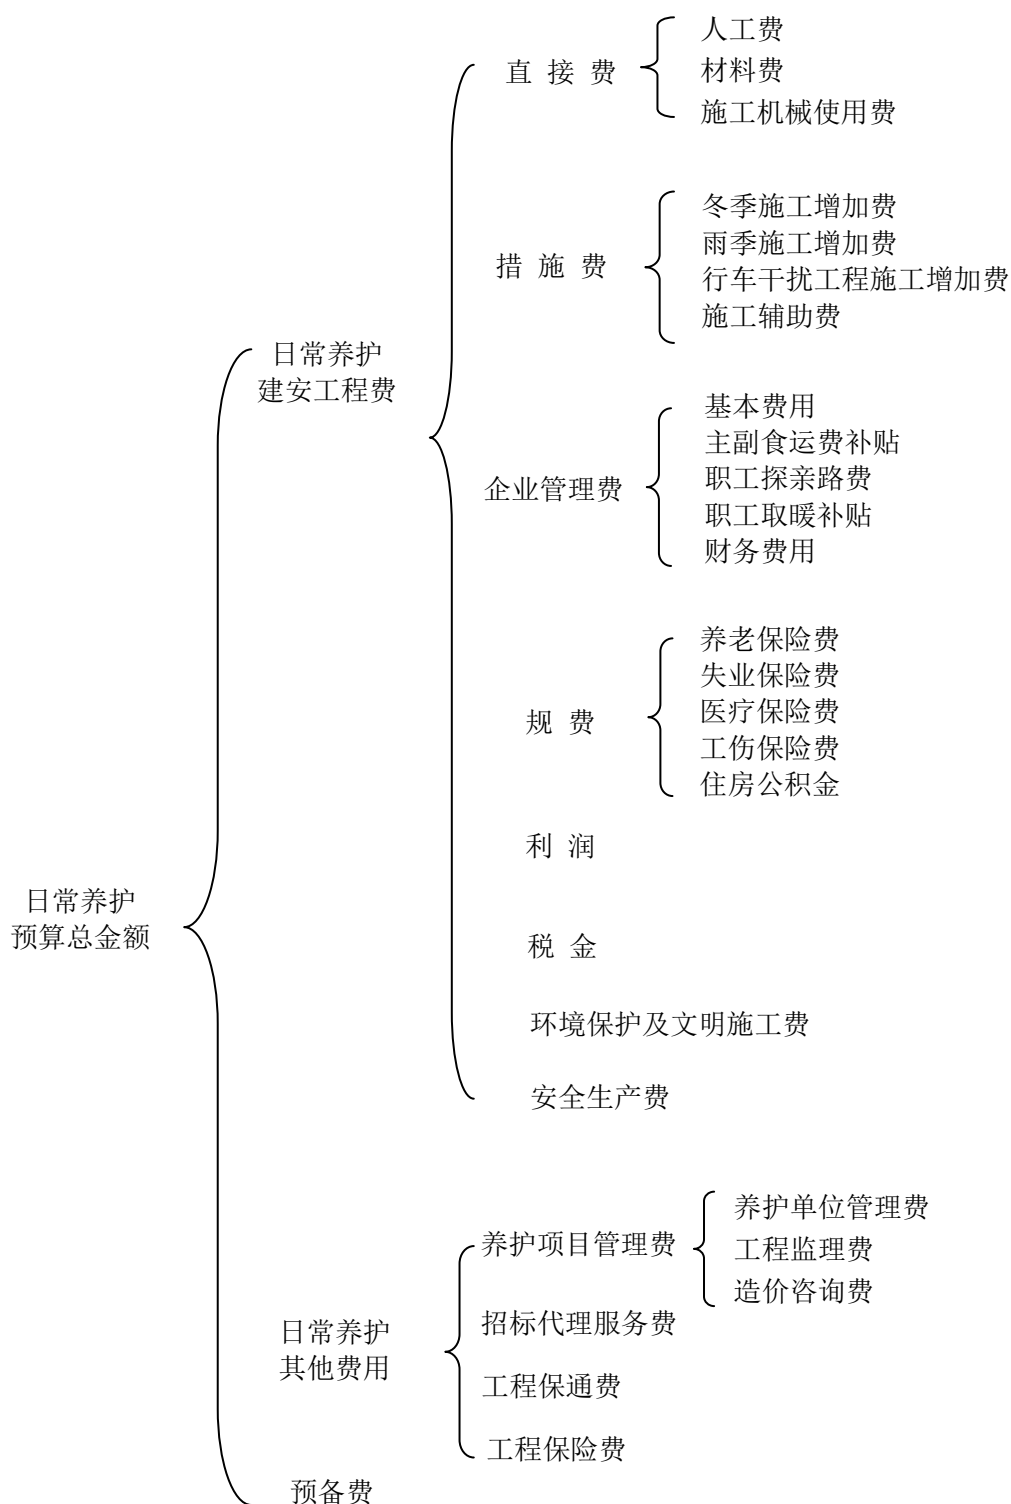 人工费
直 接 费
材料费
施工机械使用费
冬季施工增加费
雨季施工增加费
措 施 费
行车干扰工程施工增加费
施工辅助费
日常养护
建安工程费
基本费用
主副食运费补贴
职工探亲路费
企业管理费
职工取暖补贴
财务费用
养老保险费
失业保险费
医疗保险费
规 费
工伤保险费
住房公积金
利 润
日常养护
预算总金额
税 金
环境保护及文明施工费
安全生产费
养护单位管理费
养护项目管理费
工程监理费
造价咨询费
招标代理服务费
日常养护
其他费用
工程保通费
工程保险费
预备费